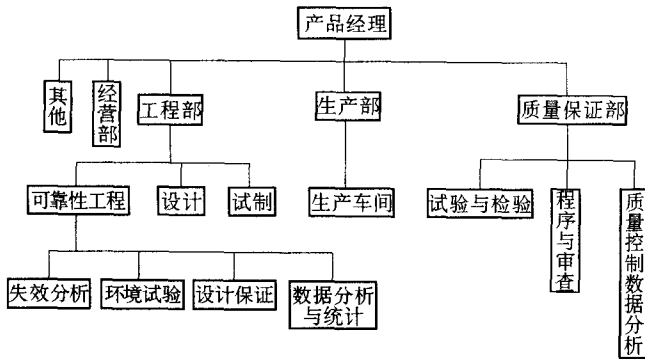 产品经理
其他
经营部
工程部
生产部
质量保证部
可靠性工程
设计
试制
生产车间
试验与检验
程序与审查
质量控制数据分析
失效分析
环境试验
设计保证
数据分析
与统计